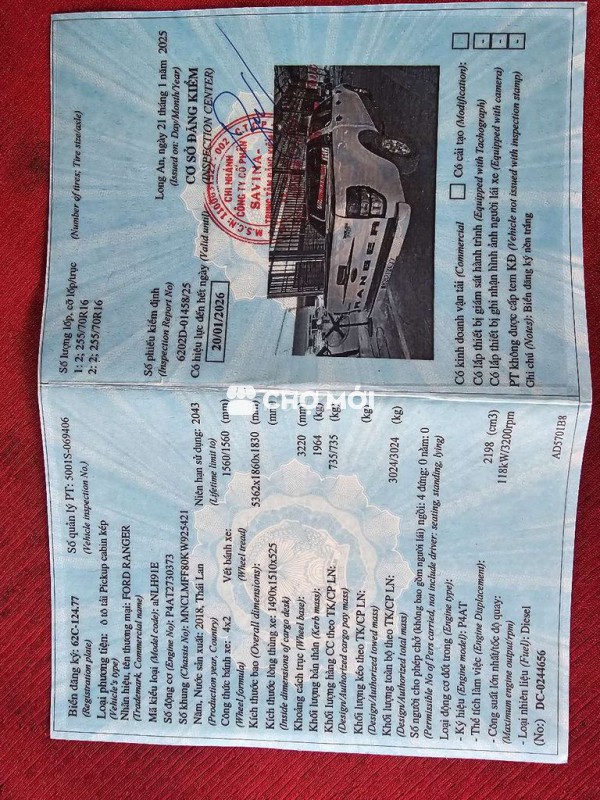 Biển đăng ký: 62C-124.77
(Registration plate)
Số quản lý PT: 5001S-069406
(Vehicle inspection No.)
Loại phương tiện: ô tô tải Pickup cabin kép
(Vehicle's type)
Nhãn hiệu, tên thương mại: FORD RANGER
(Trademark, Commercial name)
Mã kiểu loại (Model code): aNLH91E
Số động cơ (Engine No): P4AT2730373
Số khung (Chassis No): MNCLMFF80KW925421
Năm, Nước sản xuất: 2018, Thái Lan
(Production year, Country)
Niên hạn sử dụng: 2043
(Lifetime limit to)
Công thức bánh xe: 4x2
(Wheel formula)
Vết bánh xe: 1560/1560 (mm)
(Wheel tread)
Kích thước bao (Overall dimensions): 5362x1860x1830 (mm)
Kích thước lòng thùng xe: 1490x1510x525 (mm)
(Inside dimensions of cargo desk)
Khoảng cách trục (Wheel base): 3220 (mm)
Khối lượng bản thân (Kerb mass): 1964 (kg)
Khối lượng hàng CC theo TK/CP LN: 735/735 (kg)
(Design/Authorized cargo pay mass)
Khối lượng kéo theo TK/CP LN: (kg)
(Design/Authorized towed mass)
Khối lượng toàn bộ theo TK/CP LN: 3024/3024 (kg)
(Design/Authorized total mass)
Số người cho phép chở (không bao gồm người lái) ngồi: 4 đứng: 0 nằm: 0
(Permissible No of Pers carried, not include driver: seating, standing, lying)
Loại động cơ đốt trong (Engine type):
- Ký hiệu (Engine model): P4AT
- Thể tích làm việc (Engine Displacement): 2198 (cm3)
- Công suất lớn nhất/tốc độ quay: 118kW/3200rpm
(Maximum engine output/rpm)
- Loại nhiên liệu (Fuel): Diesel
(No:) DC-0244656
AD5701B8
Số lượng lốp, cỡ lốp/trục
(Number of tires; Tire size/axle)
1: 2; 255/70R16
2: 2; 255/70R16
Số phiếu kiểm định
(Inspection Report No)
6202D-01458/25
Có hiệu lực đến hết ngày (Valid until)
20/01/2026
Long An, ngày 21 tháng 1 năm 2025
(Issued on: Day/Month/Year)
CƠ SỞ ĐĂNG KIỂM
(INSPECTION CENTER)
CHI NHÁNH
CÔNG TY CỔ PHẦN
SAVINA-
RANGER
Có kinh doanh vận tải (Commercial
Có cải tạo (Modification):
Có lắp thiết bị giám sát hành trình (Equipped with Tachograph)
Có lắp thiết bị ghi nhận hình ảnh người lái xe (Equipped with camera)
PT không được cấp tem KĐ (Vehicle not issued with inspection stamp)
Ghi chú (Notes): Biển đăng ký nền trắng
CHỢ MỚI